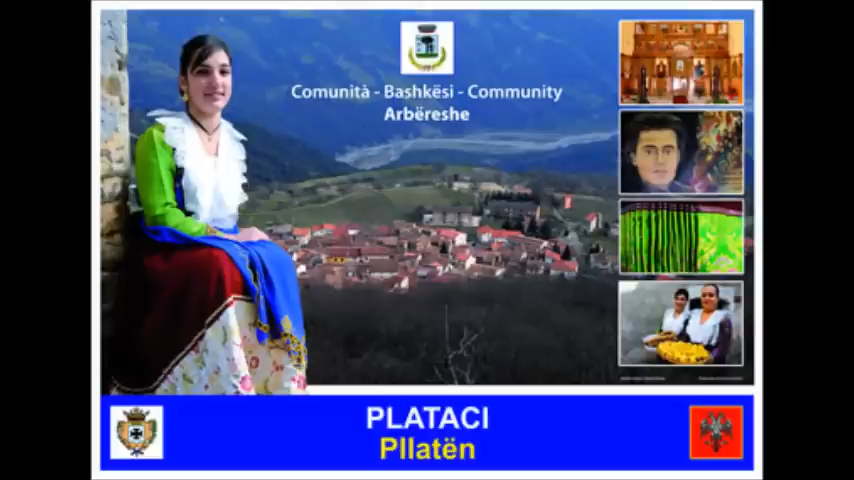 Comunità - Bashkësi - Community
Arbëreshe
PLATACI
Pllatën